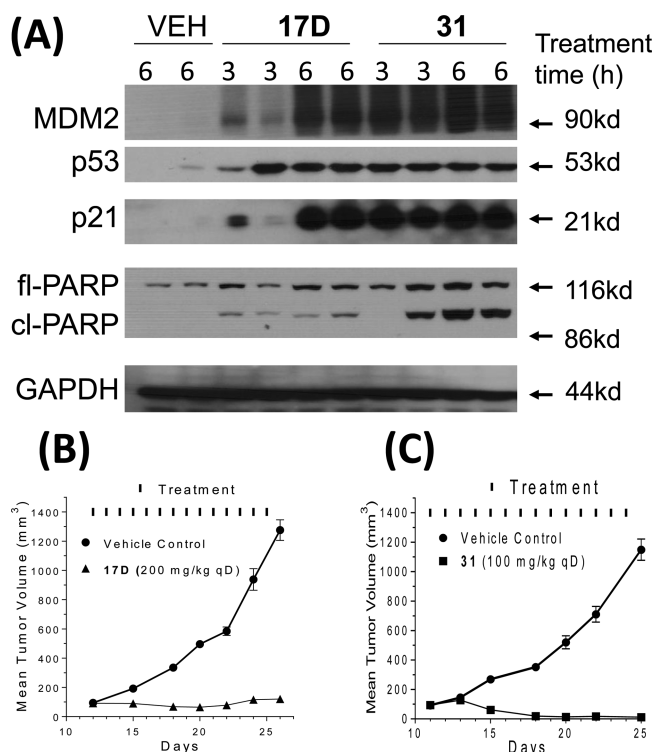 (A)
VEH 17D 31
Treatment
time (h)
6 6 3 3 6 6 3 3 6 6
MDM2 90kd
p53 53kd
p21 21kd
fl-PARP 116kd
cl-PARP 86kd
GAPDH 44kd
(B)
Treatment
1400
1200
1000
800
600
400
200
0
Mean Tumor Volume (mm3)
Vehicle Control
17D (200 mg/kg qD)
10 15 20 25
Days
(C)
Treatment
1400
1200
1000
800
600
400
200
0
Mean Tumor Volume (mm3)
Vehicle Control
31 (100 mg/kg qD)
10 15 20 25
Days